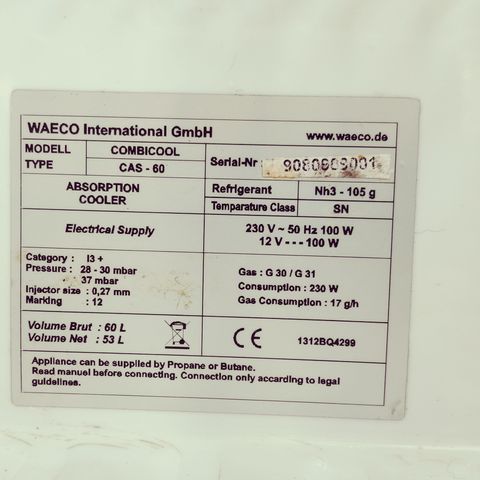 WAECO International GmbH
www.waeco.de
MODELL
COMBICOOL
TYPE
CAS - 60
Serial-Nr :
9080809001
ABSORPTION
COOLER
Refrigerant
Nh3 - 105 g
Temparature Class
SN
Electrical Supply
230 V ~ 50 Hz 100 W
12 V - - - 100 W
Category : I3 +
Pressure : 28 - 30 mbar
37 mbar
Injector size : 0,27 mm
Marking : 12
Gas : G 30 / G 31
Consumption : 230 W
Gas Consumption : 17 g/h
Volume Brut : 60 L
Volume Net : 53 L
CE
1312BQ4299
Appliance can be supplied by Propane or Butane.
Read manuel before connecting. Connection only according to legal
guidelines.